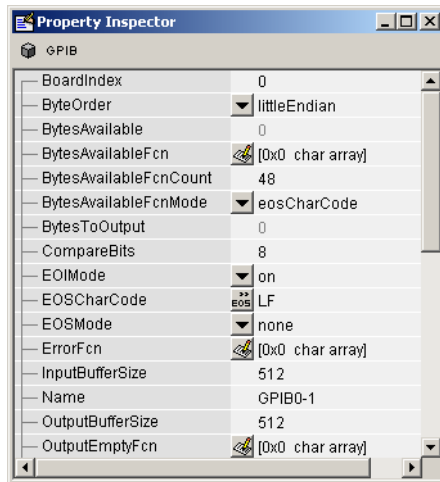 Property Inspector
GPIB
BoardIndex 0
ByteOrder littleEndian
BytesAvailable 0
BytesAvailableFcn [0x0 char array]
BytesAvailableFcnCount 48
BytesAvailableFcnMode eosCharCode
BytesToOutput 0
CompareBits 8
EOIMode on
EOSCharCode EOS LF
EOSMode none
ErrorFcn [0x0 char array]
InputBufferSize 512
Name GPIB0-1
OutputBufferSize 512
OutputEmptyFcn [0x0 char array]